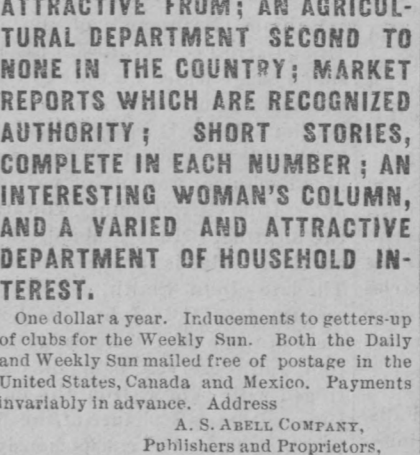 ATTRACTIVE FROM; AN AGRICUL-
TURAL DEPARTMENT SECOND TO
NONE IN THE COUNTRY; MARKET
REPORTS WHICH ARE RECOGNIZED
AUTHORITY; SHORT STORIES,
COMPLETE IN EACH NUMBER; AN
INTERESTING WOMAN'S COLUMN,
AND A VARIED AND ATTRACTIVE
DEPARTMENT OF HOUSEHOLD IN-
TEREST.
One dollar a year. Inducements to getters-up
of clubs for the Weekly Sun. Both the Daily
and Weekly Sun mailed free of postage in the
United States, Canada and Mexico. Payments
invariably in advance. Address
A. S. ABELL COMPANY,
Publishers and Proprietors,